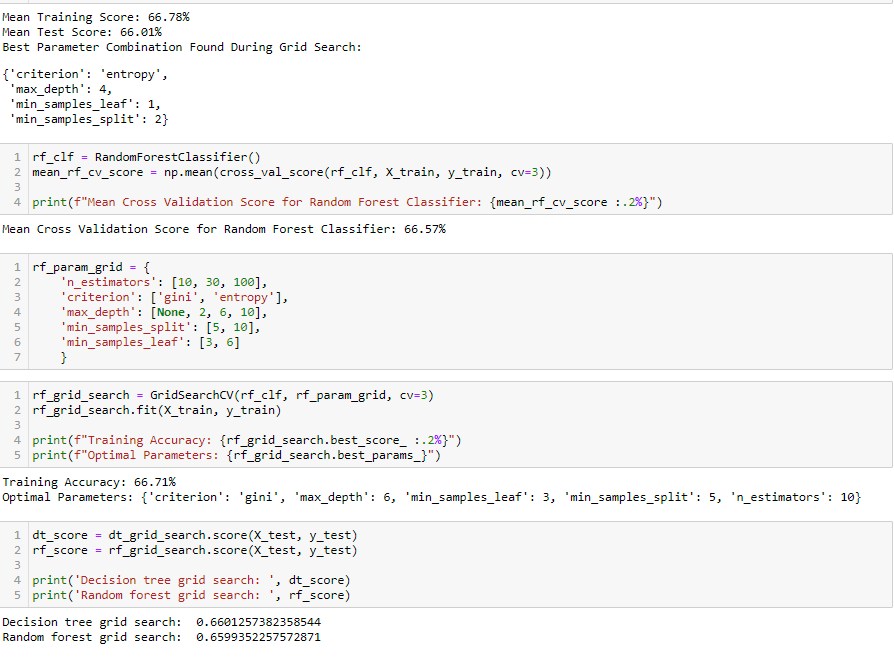 Mean Training Score: 66.78%
Mean Test Score: 66.01%
Best Parameter Combination Found During Grid Search:
{'criterion': 'entropy',
 'max_depth': 4,
 'min_samples_leaf': 1,
 'min_samples_split': 2}
1 rf_clf = RandomForestClassifier()
2 mean_rf_cv_score = np.mean(cross_val_score(rf_clf, X_train, y_train, cv=3))
3
4 print(f"Mean Cross Validation Score for Random Forest Classifier: {mean_rf_cv_score :.2%}")
Mean Cross Validation Score for Random Forest Classifier: 66.57%
1 rf_param_grid = {
2     'n_estimators': [10, 30, 100],
3     'criterion': ['gini', 'entropy'],
4     'max_depth': [None, 2, 6, 10],
5     'min_samples_split': [5, 10],
6     'min_samples_leaf': [3, 6]
7     }
1 rf_grid_search = GridSearchCV(rf_clf, rf_param_grid, cv=3)
2 rf_grid_search.fit(X_train, y_train)
3
4 print(f"Training Accuracy: {rf_grid_search.best_score_ :.2%}")
5 print(f"Optimal Parameters: {rf_grid_search.best_params_}")
Training Accuracy: 66.71%
Optimal Parameters: {'criterion': 'gini', 'max_depth': 6, 'min_samples_leaf': 3, 'min_samples_split': 5, 'n_estimators': 10}
1 dt_score = dt_grid_search.score(X_test, y_test)
2 rf_score = rf_grid_search.score(X_test, y_test)
3
4 print('Decision tree grid search: ', dt_score)
5 print('Random forest grid search: ', rf_score)
Decision tree grid search:  0.6601257382358544
Random forest grid search:  0.6599352257572871